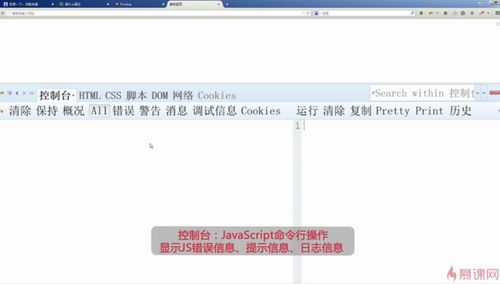 控制台 HTML CSS 脚本 DOM 网络 Cookies
Search within 控制台
清除 保持 概况 All 错误 警告 消息 调试信息 Cookies
运行 清除 复制 Pretty Print 历史
1
控制台：JavaScript命令行操作
显示JS错误信息、提示信息、日志信息
慕课网